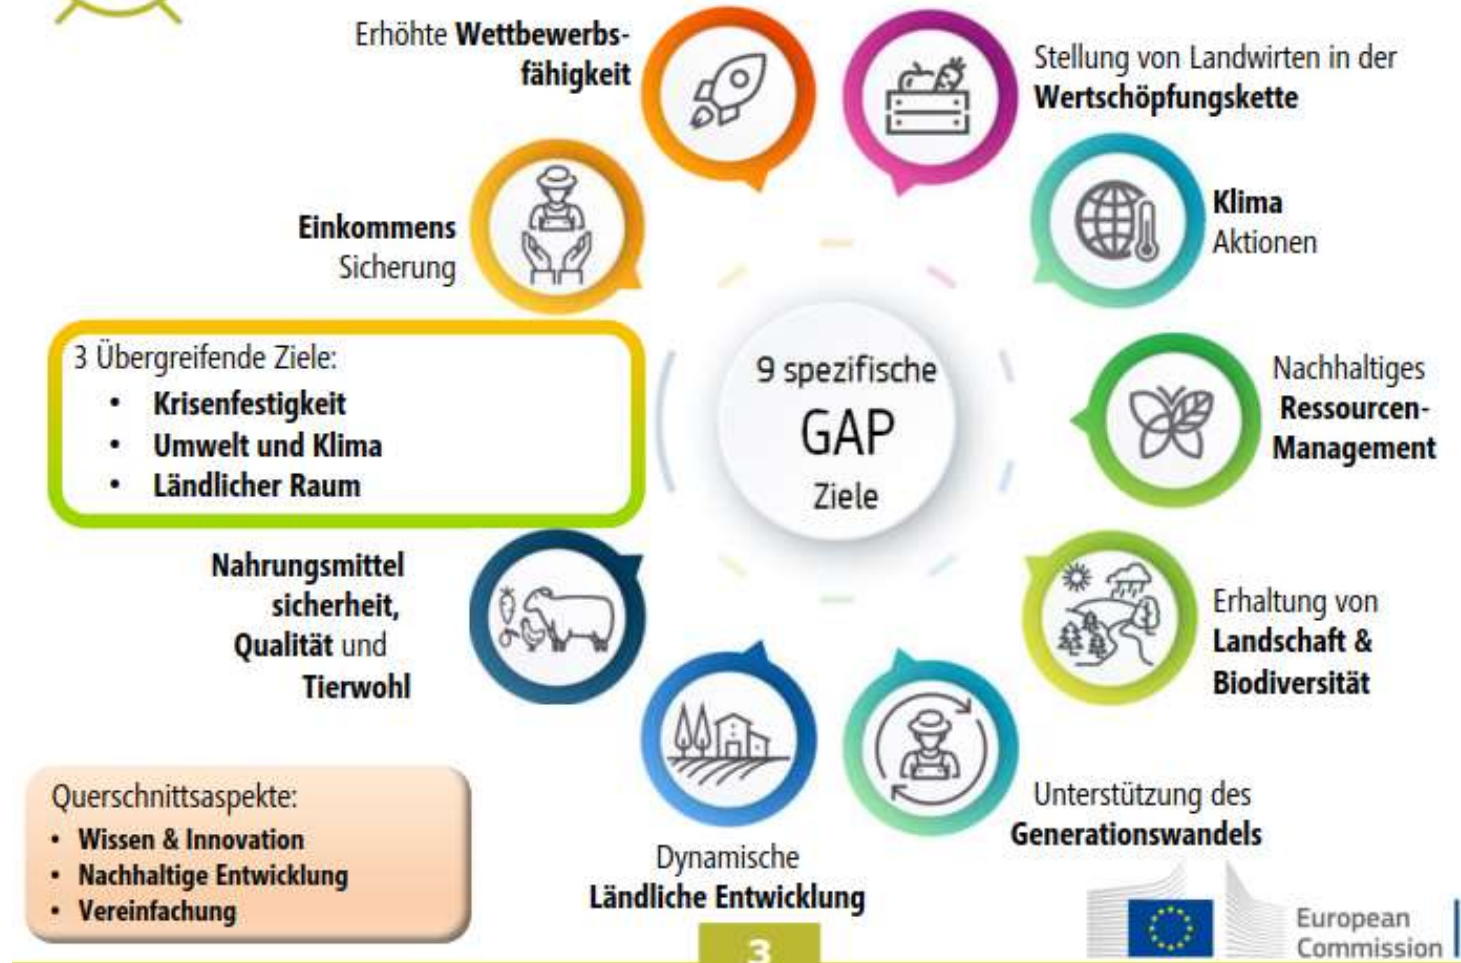 Erhöhte Wettbewerbs-
fähigkeit
Stellung von Landwirten in der
Wertschöpfungskette
Einkommens
Sicherung
Klima
Aktionen
3 Übergreifende Ziele:
• Krisenfestigkeit
• Umwelt und Klima
• Ländlicher Raum
9 spezifische
GAP
Ziele
Nachhaltiges
Ressourcen-
Management
Nahrungsmittel
sicherheit,
Qualität und
Tierwohl
Erhaltung von
Landschaft &
Biodiversität
Querschnittsaspekte:
• Wissen & Innovation
• Nachhaltige Entwicklung
• Vereinfachung
Dynamische
Ländliche Entwicklung
Unterstützung des
Generationswandels
3
European
Commission